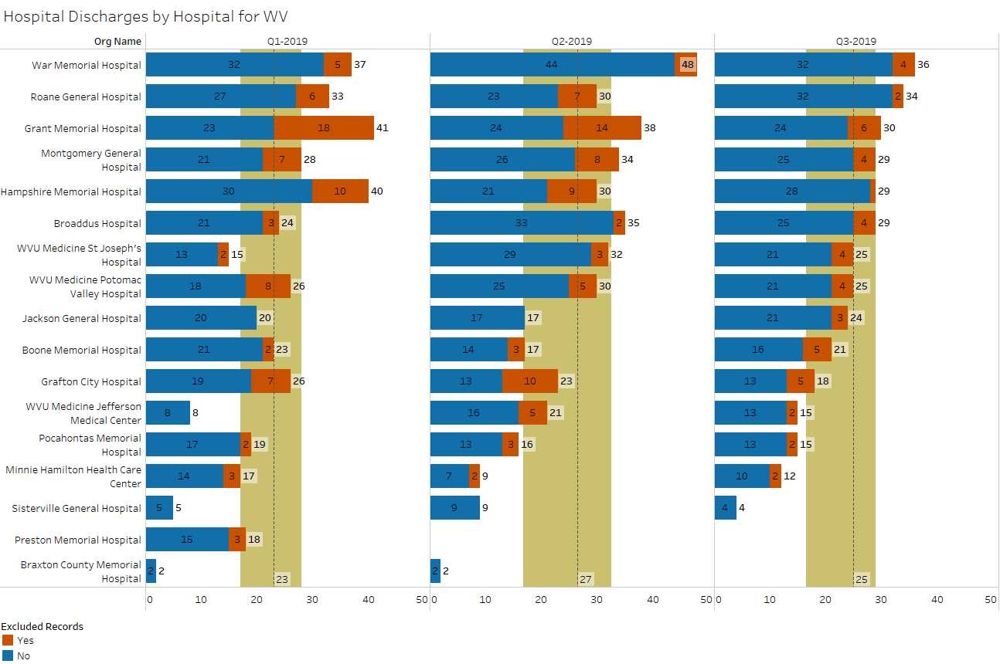 Hospital Discharges by Hospital for WV
Org Name Q1-2019 Q2-2019 Q3-2019
War Memorial Hospital 32 5 37 44 48 32 4 36
Roane General Hospital 27 6 33 23 7 30 32 2 34
Grant Memorial Hospital 23 18 41 24 14 38 24 6 30
Montgomery General
Hospital 21 7 28 26 8 34 25 4 29
Hampshire Memorial Hospital 30 10 40 21 9 30 28 29
Broaddus Hospital 21 3 24 33 2 35 25 4 29
WVU Medicine St Joseph's
Hospital 13 2 15 29 3 32 21 4 25
WVU Medicine Potomac
Valley Hospital 18 8 26 25 5 30 21 4 25
Jackson General Hospital 20 20 17 17 21 3 24
Boone Memorial Hospital 21 2 23 14 3 17 16 5 21
Grafton City Hospital 19 7 26 13 10 23 13 5 18
WVU Medicine Jefferson
Medical Center 8 8 16 5 21 13 2 15
Pocahontas Memorial
Hospital 17 2 19 13 3 16 13 2 15
Minnie Hamilton Health Care
Center 14 3 17 7 2 9 10 2 12
Sisterville General Hospital 5 5 9 9 4 4
Preston Memorial Hospital 15 3 18
Braxton County Memorial
Hospital 2 2 2 2
23 27 25
0 10 20 30 40 50 0 10 20 30 40 50 0 10 20 30 40 50
Excluded Records
Yes
No